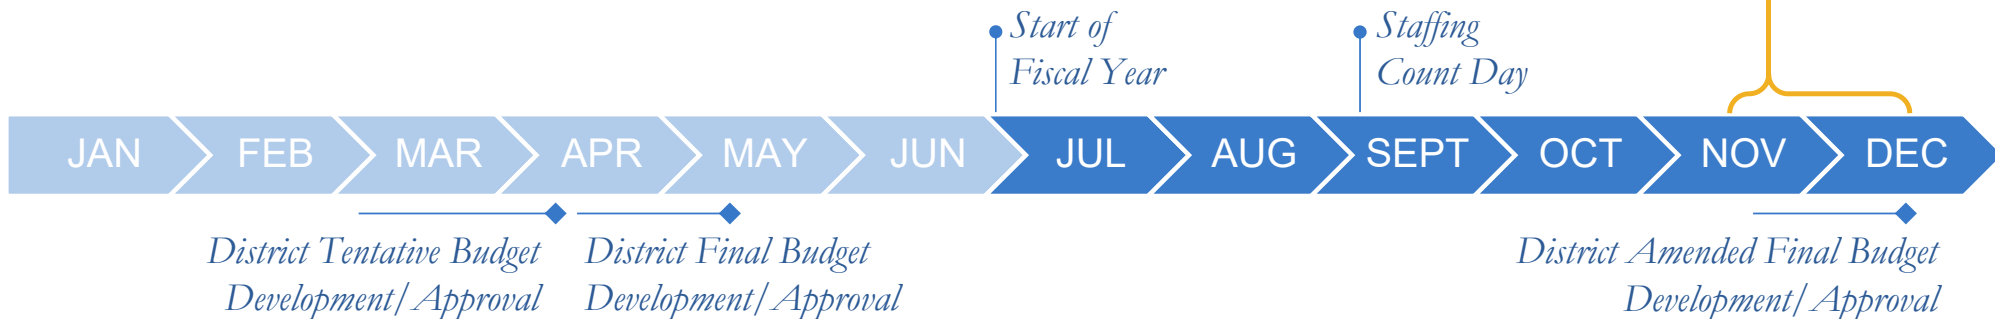 Start of
Fiscal Year
Staffing
Count Day
JAN FEB MAR APR MAY JUN JUL AUG SEPT OCT NOV DEC
District Tentative Budget
Development/Approval
District Final Budget
Development/Approval
District Amended Final Budget
Development/Approval